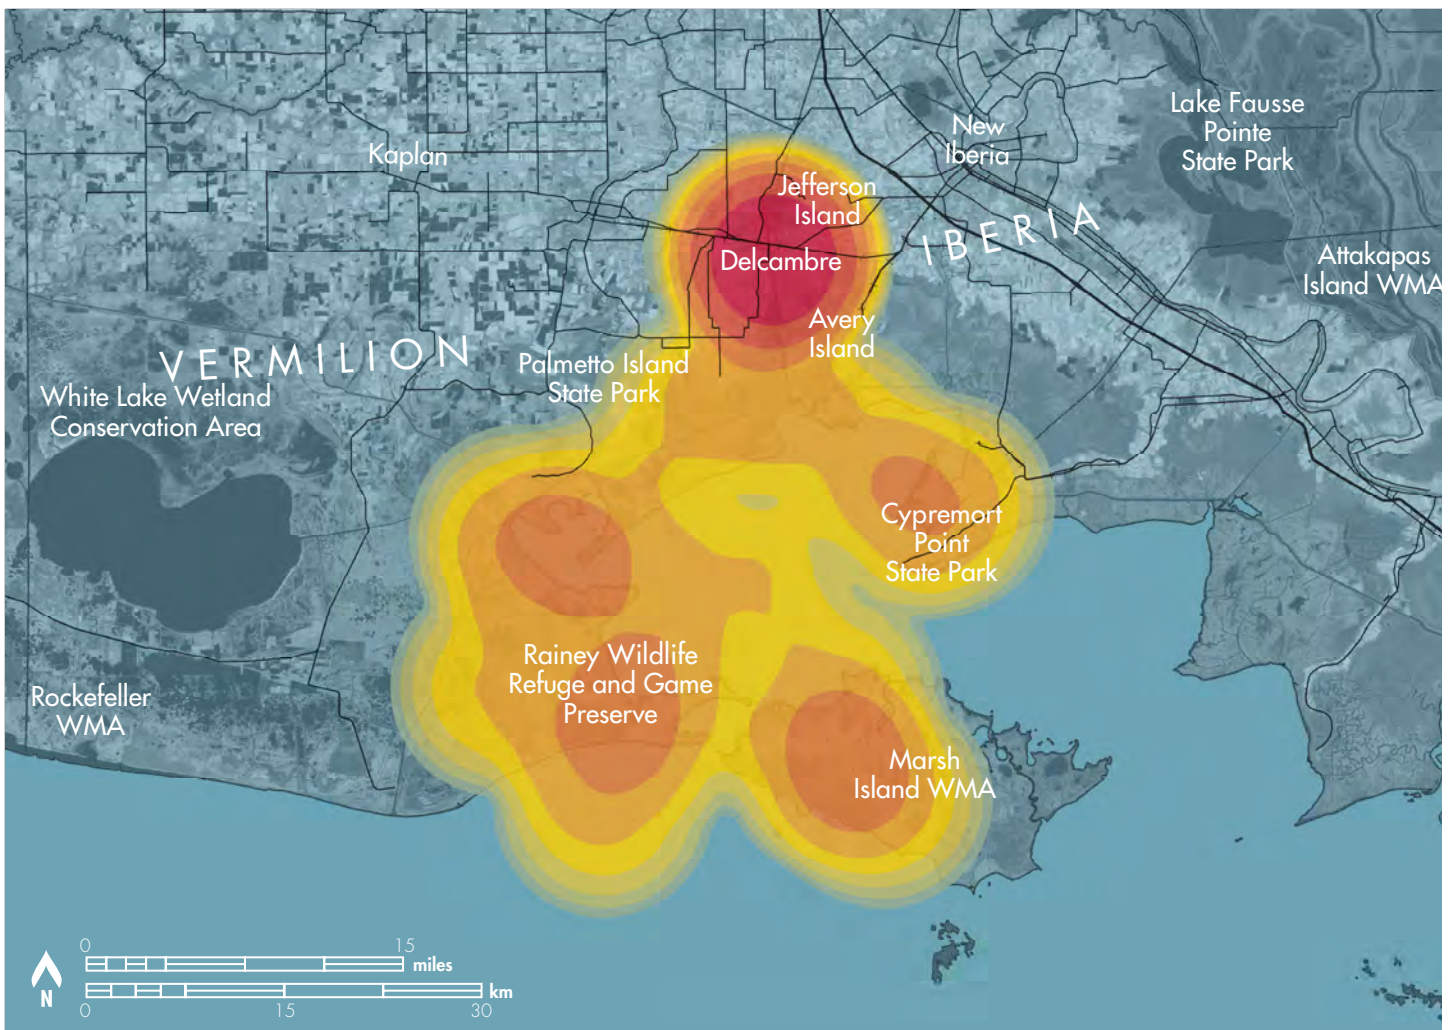 Lake Fausse
Pointe
State Park
New
Iberia
Kaplan
Jefferson
Island
IBERIA
Delcambre
Attakapas
Island WMA
Avery
Island
VERMILION
Palmetto Island
State Park
White Lake Wetland
Conservation Area
Cypremort
Point
State Park
Rainey Wildlife
Refuge and Game
Preserve
Rockefeller
WMA
Marsh
Island WMA
0 15
miles
km
0 15 30
N